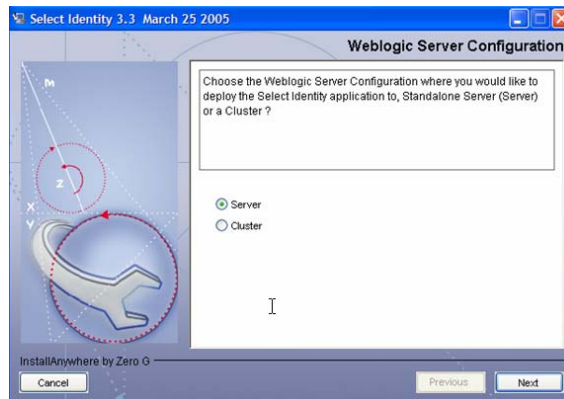 Select Identity 3.3 March 25 2005
Weblogic Server Configuration
Choose the Weblogic Server Configuration where you would like to
deploy the Select Identity application to, Standalone Server (Server)
or a Cluster ?
M
Z
X
Y
Server
Cluster
InstallAnywhere by Zero G
Cancel
Previous
Next